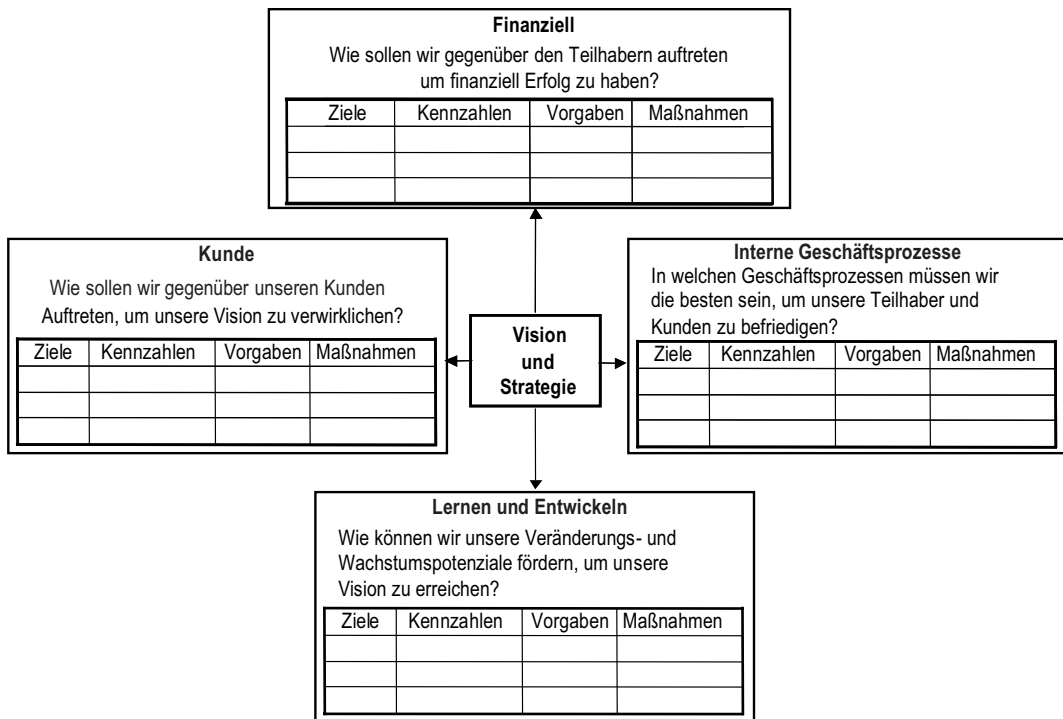 Finanziell
Wie sollen wir gegenüber den Teilhabern auftreten
um finanziell Erfolg zu haben?
Ziele Kennzahlen Vorgaben Maßnahmen
Kunde
Wie sollen wir gegenüber unseren Kunden
Auftreten, um unsere Vision zu verwirklichen?
Ziele Kennzahlen Vorgaben Maßnahmen
Vision
und
Strategie
Interne Geschäftsprozesse
In welchen Geschäftsprozessen müssen wir
die besten sein, um unsere Teilhaber und
Kunden zu befriedigen?
Ziele Kennzahlen Vorgaben Maßnahmen
Lernen und Entwickeln
Wie können wir unsere Veränderungs- und
Wachstumspotenziale fördern, um unsere
Vision zu erreichen?
Ziele Kennzahlen Vorgaben Maßnahmen